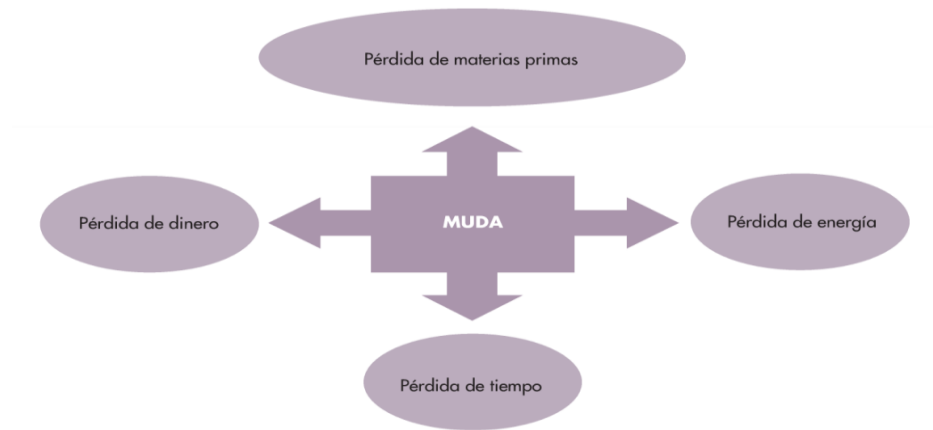 Pérdida de materias primas
Pérdida de dinero
MUDA
Pérdida de energía
Pérdida de tiempo